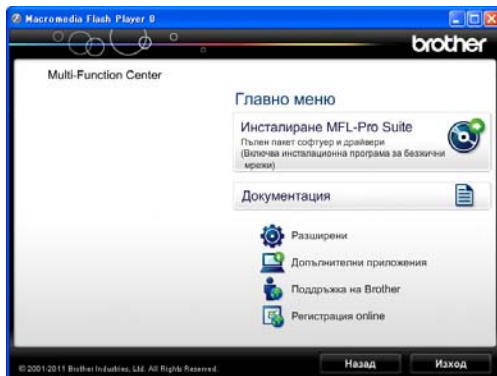 Macromedia Flash Player 8
brother
Multi-Function Center
Главно меню
Инсталиране MFL-Pro Suite
Пълен пакет софтуер и драйвери
(Включва инсталационна програма за безжични
мрежи)
Документация
Разширени
Допълнителни приложения
Поддръжка на Brother
Регистрация online
© 2001-2011 Brother Industries, Ltd. All Rights Reserved.
Назад
Изход